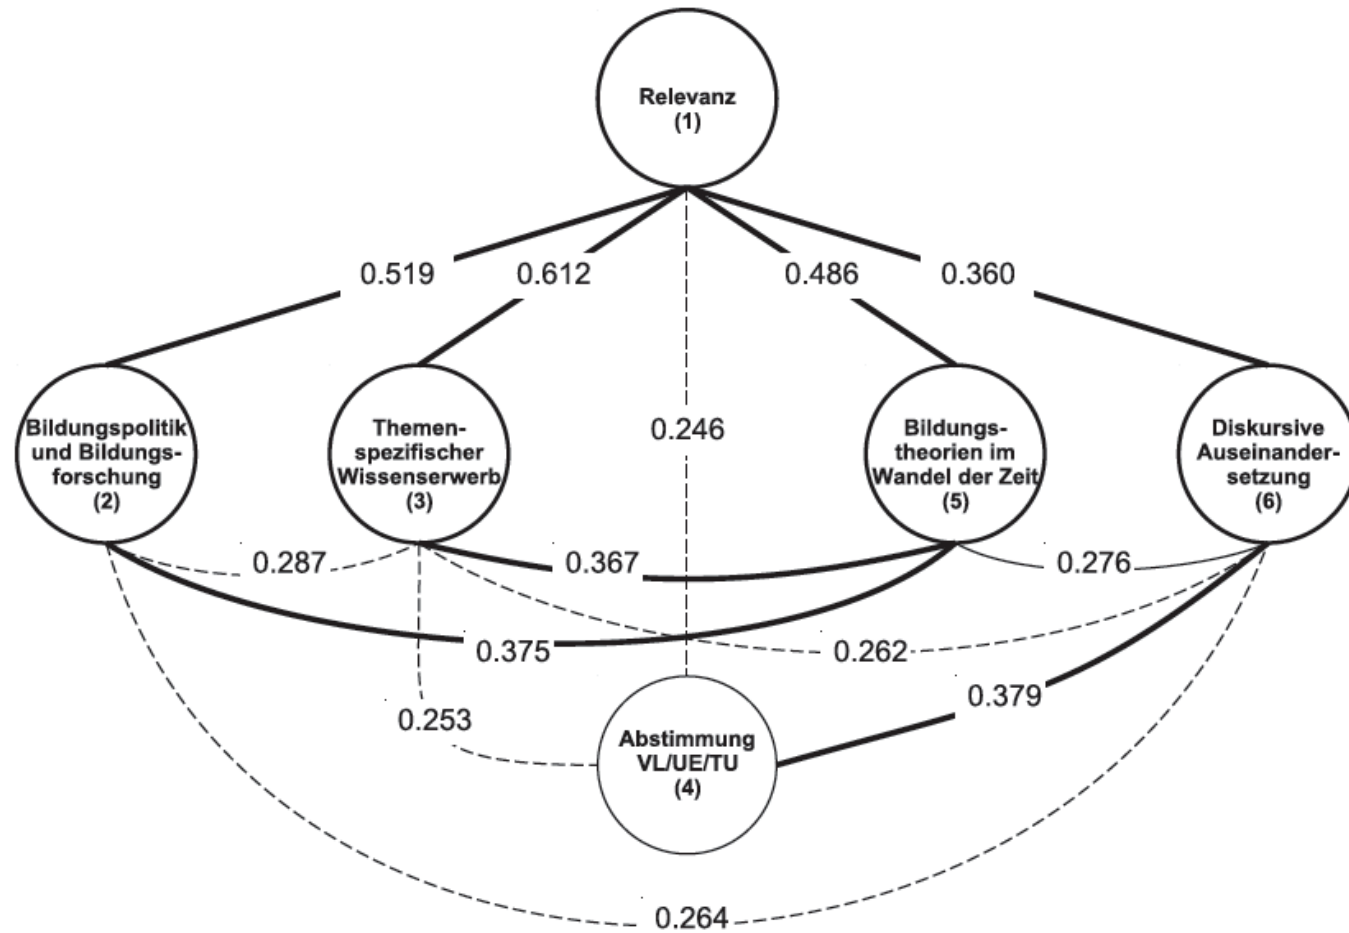 Relevanz
(1)
0.519
0.612
0.486
0.360
Bildungspolitik
und Bildungs-
forschung
(2)
Themen-
spezifischer
Wissenserwerb
(3)
0.246
Bildungs-
theorien im
Wandel der Zeit
(5)
Diskursive
Auseinander-
setzung
(6)
0.287
0.367
0.276
0.375
0.262
0.253
0.379
Abstimmung
VL/UE/TU
(4)
0.264